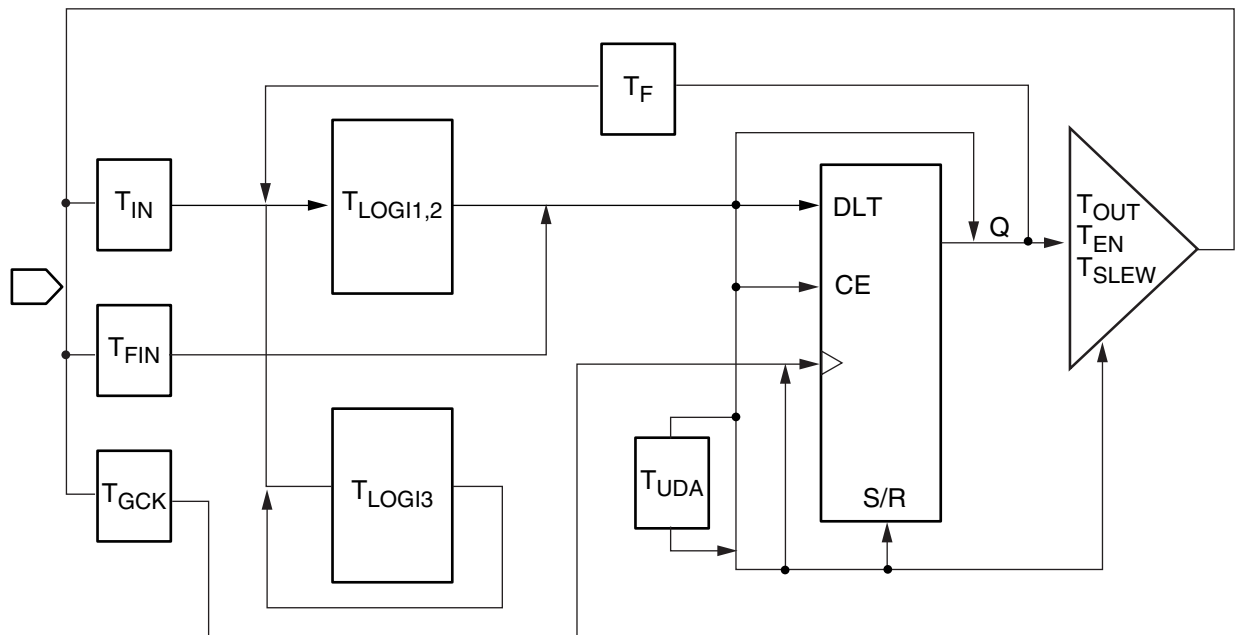 T_F
T_IN
T_LOGI1,2
DLT
Q
T_OUT
T_EN
T_SLEW
CE
T_FIN
T_GCK
T_LOGI3
T_UDA
S/R